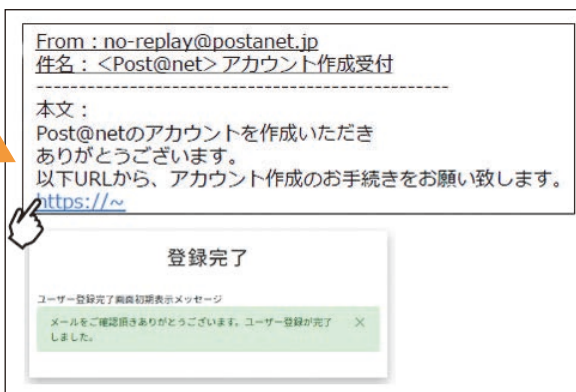 From：no-replay@postanet.jp
件名：＜Post@net＞アカウント作成受付
------------------------------------------------
本文：
Post@netのアカウントを作成いただき
ありがとうございます。
以下URLから、アカウント作成のお手続きをお願い致します。
https://~
登録完了
ユーザー登録完了画面初期表示メッセージ
メールをご確認頂きありがとうございます。ユーザー登録が完了 ×
しました。